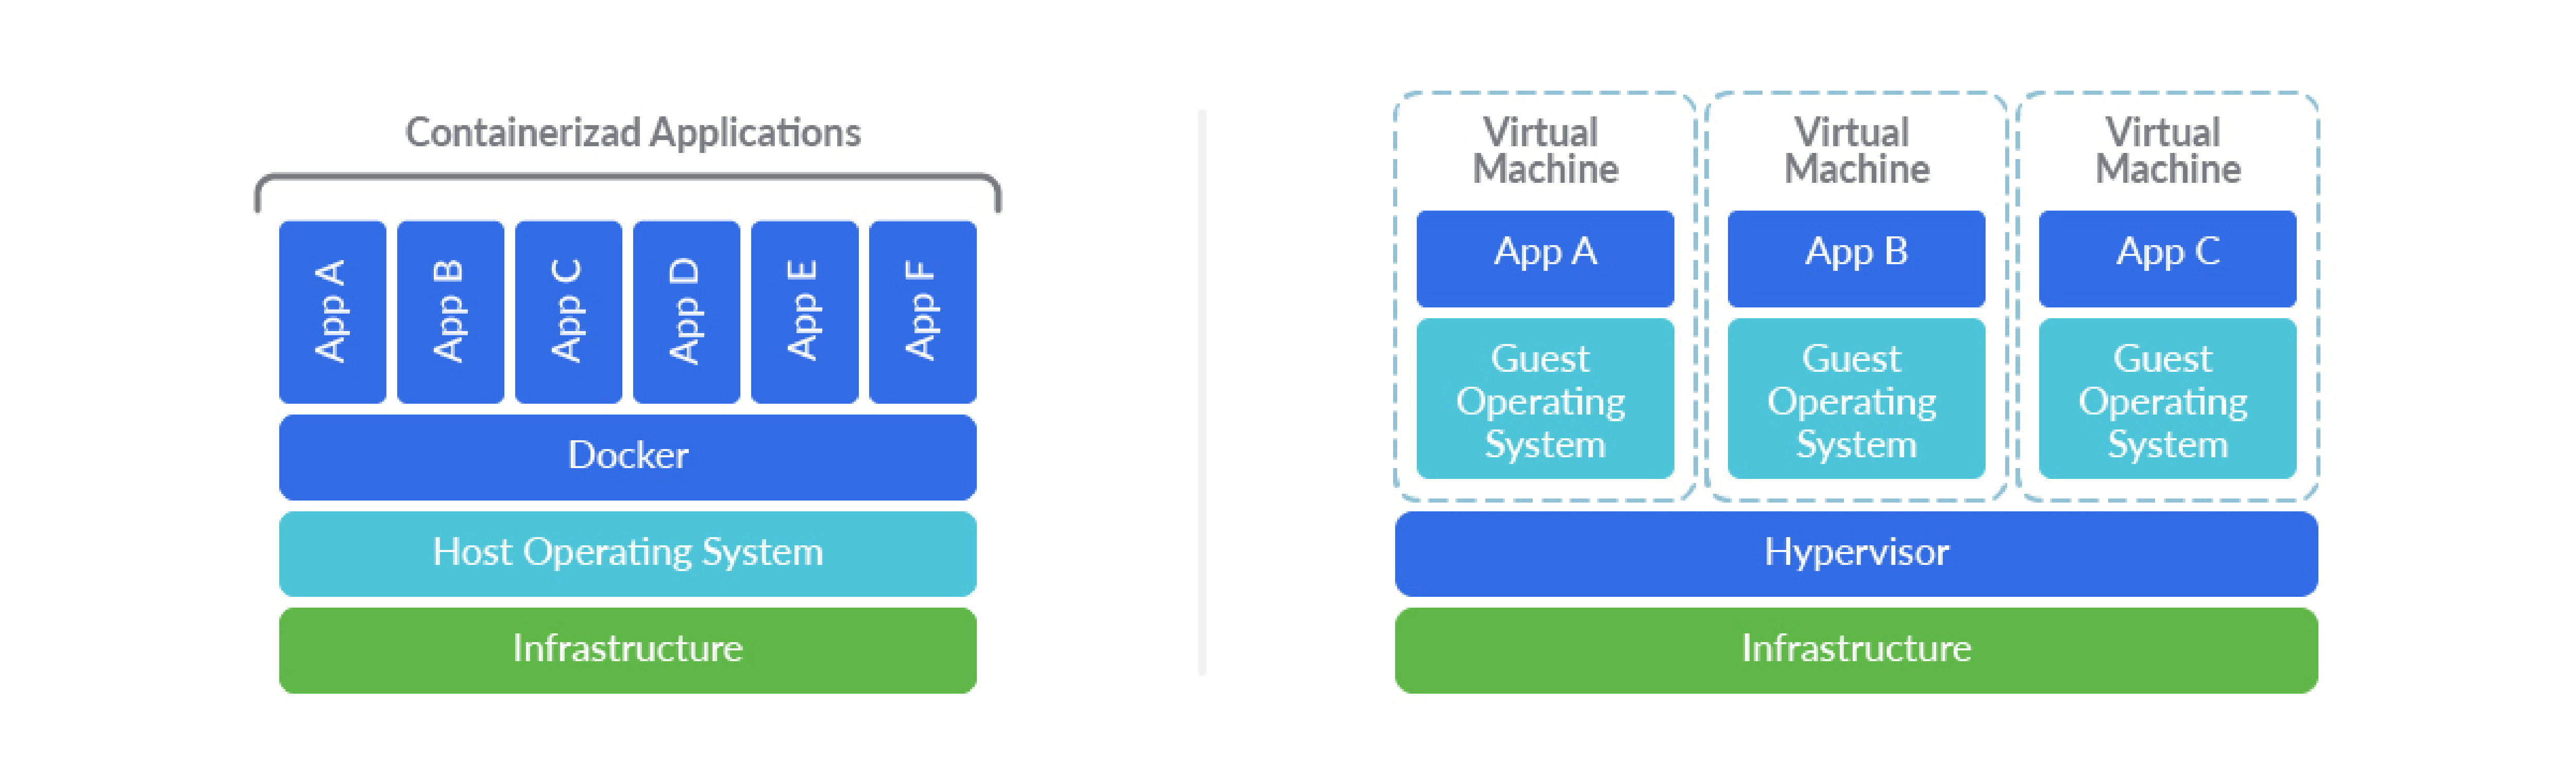 Containerizad Applications
App A
App B
App C
App D
App E
App F
Docker
Host Operating System
Infrastructure
Virtual
Machine
App A
Guest
Operating
System
Virtual
Machine
App B
Guest
Operating
System
Virtual
Machine
App C
Guest
Operating
System
Hypervisor
Infrastructure